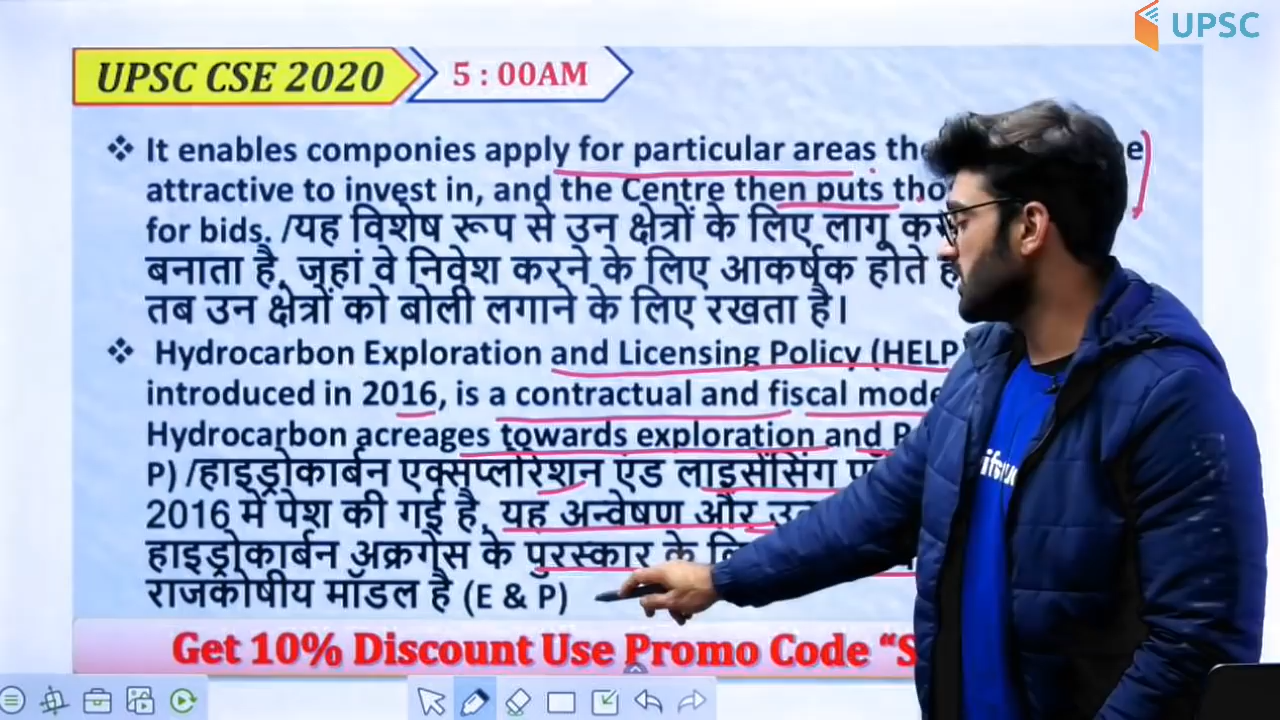 UPSC
UPSC CSE 2020
5 : 00AM
❖ It enables componies apply for particular areas
attractive to invest in, and the Centre then puts
for bids. /यह विशेष रूप से उन क्षेत्रों के लिए लागू
बनाता है, जहां वे निवेश करने के लिए आकर्षक होते
तब उन क्षेत्रों को बोली लगाने के लिए रखता है।
❖ Hydrocarbon Exploration and Licensing Policy (HELP
introduced in 2016, is a contractual and fiscal
Hydrocarbon acreages towards exploration and
P) /हाइड्रोकार्बन एक्सप्लोरेशन एंड लाइसेंसिंग
2016 में पेश की गई है, यह अन्वेषण और
हाइड्रोकार्बन अक्रगेस के पुरस्कार के
राजकोषीय मॉडल है (E & P)
Get 10% Discount Use Promo Code “S